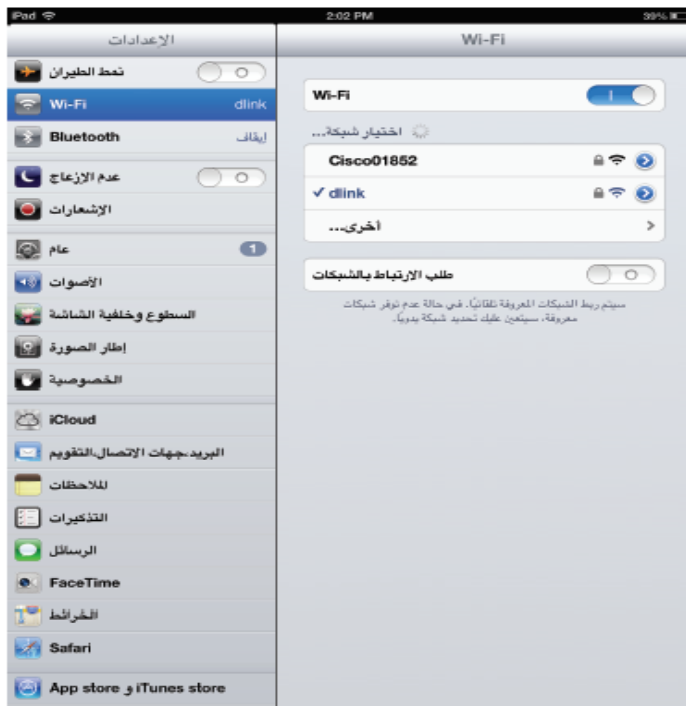 iPad
2:02 PM
39%
الإعدادات
نمط الطيران
Wi-Fi dlink
Bluetooth إيقاف
عدم الإزعاج
الإشعارات
عام 1
الأصوات
السطوع وخلفية الشاشة
إطار الصورة
الخصوصية
iCloud
البريد،جهات الاتصال،التقويم
الملاحظات
التذكيرات
الرسائل
FaceTime
الخرائط
Safari
App store و iTunes store
Wi-Fi
Wi-Fi
اختيار شبكة...
Cisco01852
✓ dlink
أخرى...
طلب الارتباط بالشبكات
سيتم ربط الشبكات المعروفة تلقائيًا. في حالة عدم توفر شبكات
معروفة، سيتعين عليك تحديد شبكة يدويًا.